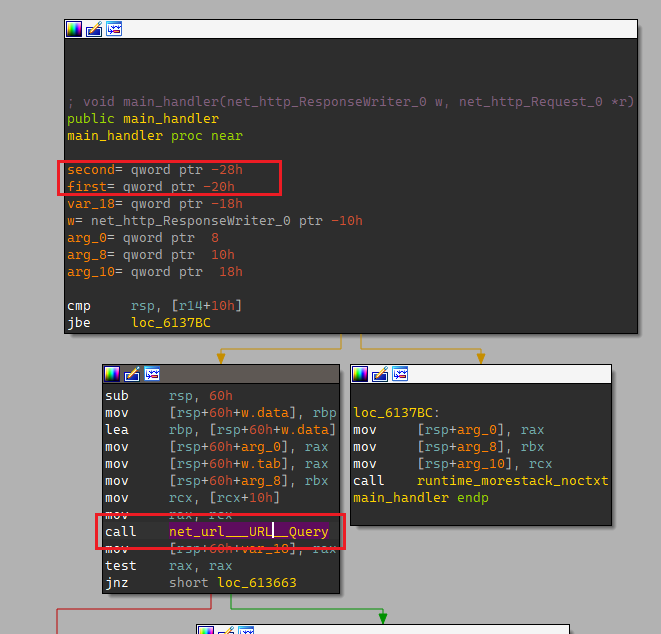 ; void main_handler(net_http_ResponseWriter_0 w, net_http_Request_0 *r)
public main_handler
main_handler proc near
second= qword ptr -28h
first= qword ptr -20h
var_18= qword ptr -18h
w= net_http_ResponseWriter_0 ptr -10h
arg_0= qword ptr  8
arg_8= qword ptr  10h
arg_10= qword ptr  18h
cmp     rsp, [r14+10h]
jbe     loc_6137BC
sub     rsp, 60h
mov     [rsp+60h+w.data], rbp
lea     rbp, [rsp+60h+w.data]
mov     [rsp+60h+arg_0], rax
mov     [rsp+60h+w.tab], rax
mov     [rsp+60h+arg_8], rbx
mov     rcx, [rcx+10h]
mov     rax, rcx
call    net_url___URL__Query
mov     [rsp+60h+var_18], rax
test    rax, rax
jnz     short loc_613663
loc_6137BC:
mov     [rsp+arg_0], rax
mov     [rsp+arg_8], rbx
mov     [rsp+arg_10], rcx
call    runtime_morestack_noctxt
main_handler endp